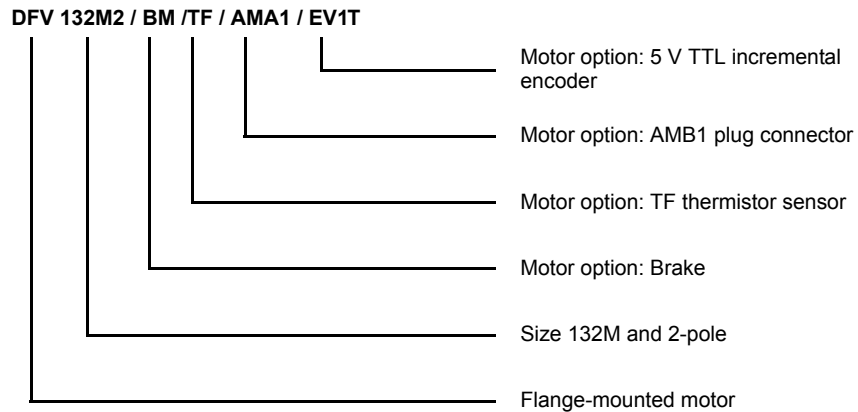 DFV 132M2 / BM /TF / AMA1 / EV1T
Motor option: 5 V TTL incremental
encoder
Motor option: AMB1 plug connector
Motor option: TF thermistor sensor
Motor option: Brake
Size 132M and 2-pole
Flange-mounted motor